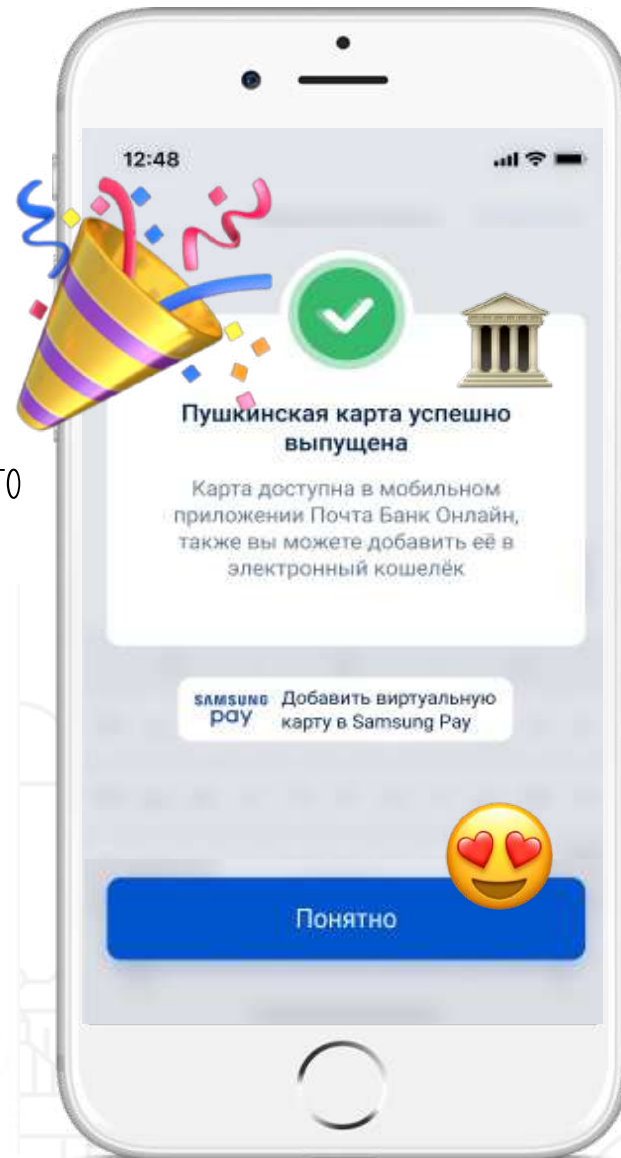 12:48
Пушкинская карта успешно
выпущена
то
Карта доступна в мобильном
приложении Почта Банк Онлайн,
также вы можете добавить её в
электронный кошелёк
SAMSUNG
pay
Добавить виртуальную
карту в Samsung Pay
Понятно